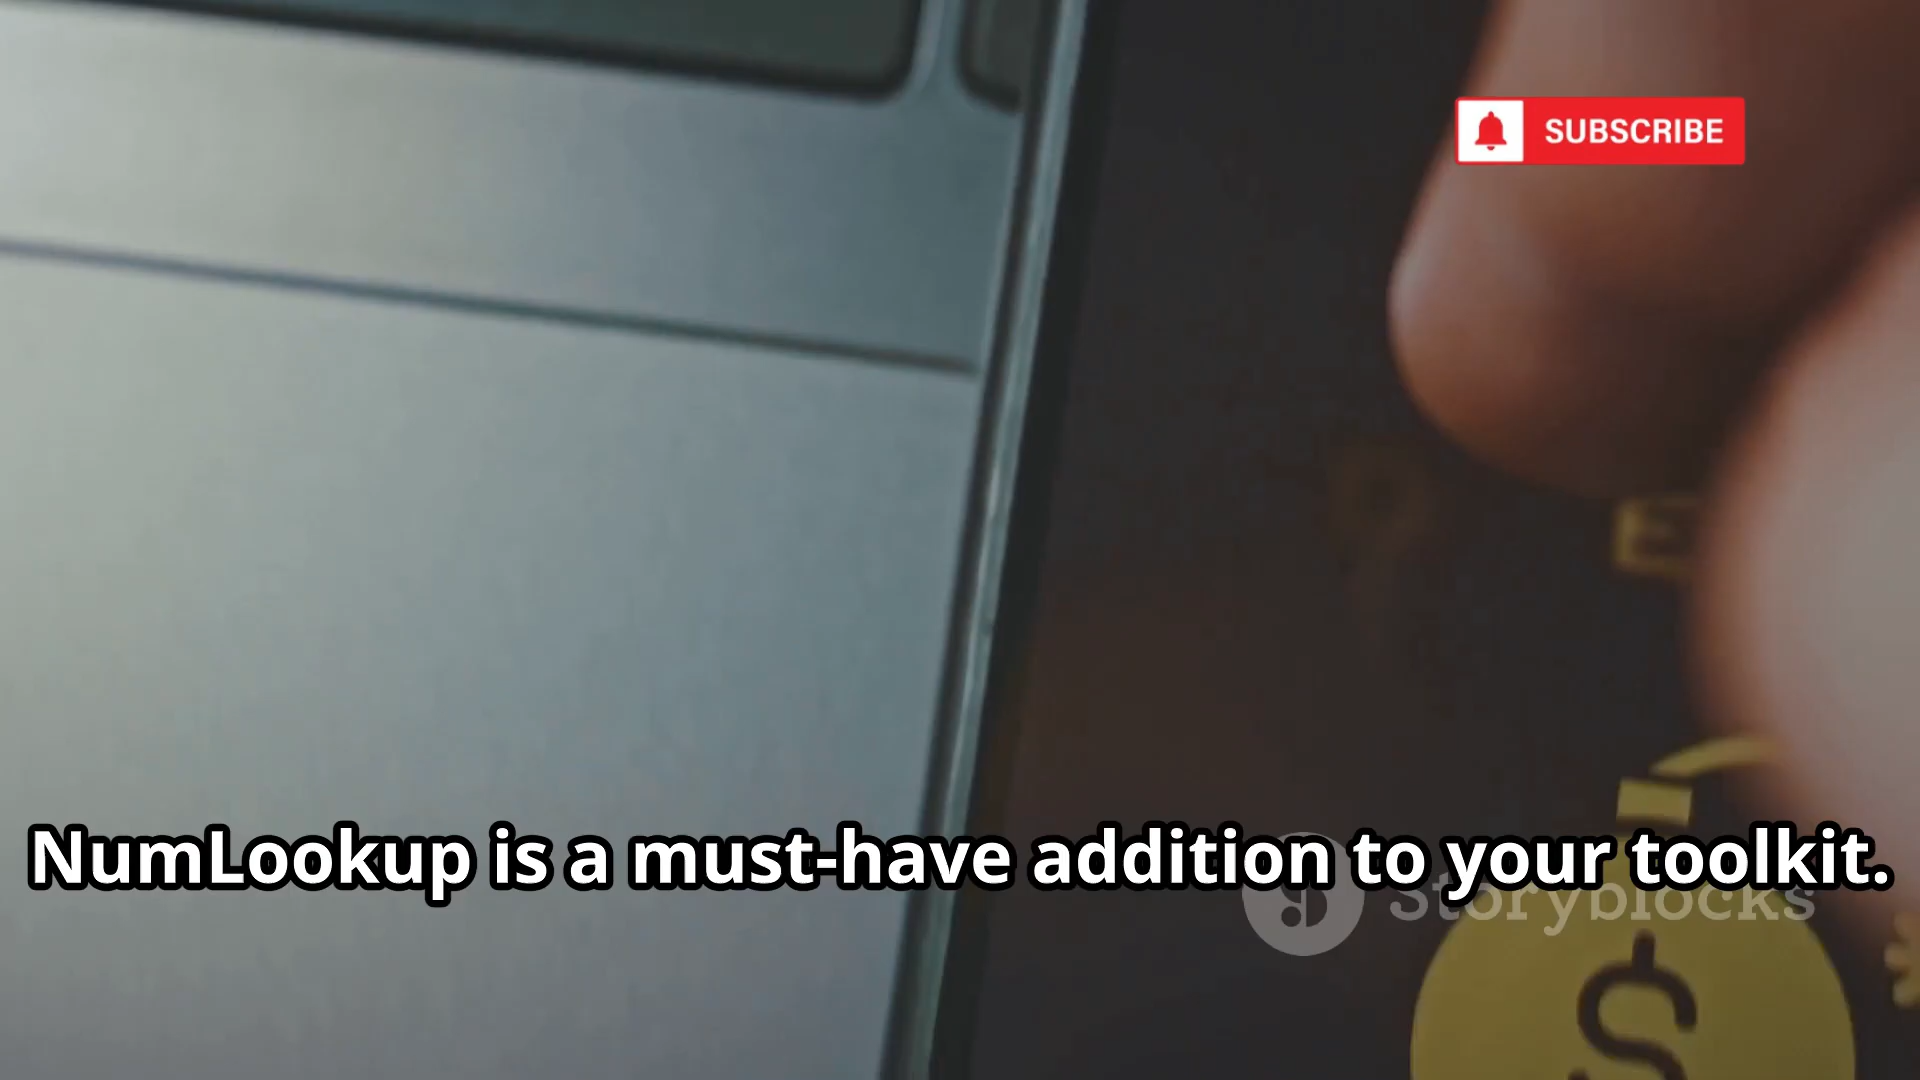 SUBSCRIBE
NumLookup is a must-have addition to your toolkit.
Storyblocks
$